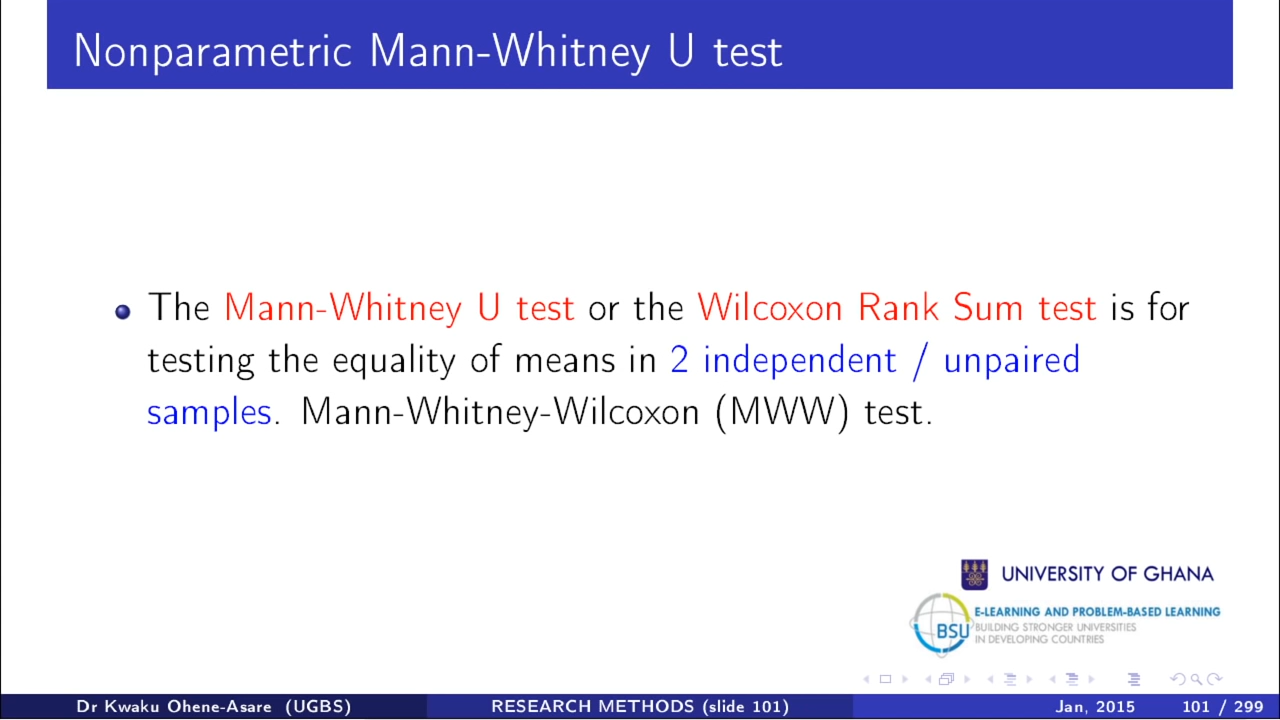 Nonparametric Mann-Whitney U test
The Mann-Whitney U test or the Wilcoxon Rank Sum test is for
testing the equality of means in 2 independent / unpaired
samples. Mann-Whitney-Wilcoxon (MWW) test.
UNIVERSITY OF GHANA
E-LEARNING AND PROBLEM-BASED LEARNING
BSU
BUILDING STRONGER UNIVERSITIES
IN DEVELOPING COUNTRIES
Dr Kwaku Ohene-Asare (UGBS) RESEARCH METHODS (slide 101) Jan, 2015 101 / 299